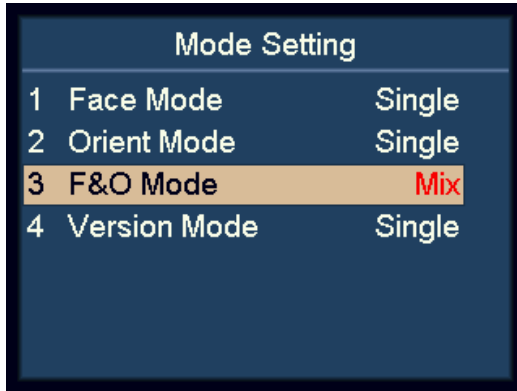 Mode Setting
1 Face Mode Single
2 Orient Mode Single
3 F&O Mode Mix
4 Version Mode Single